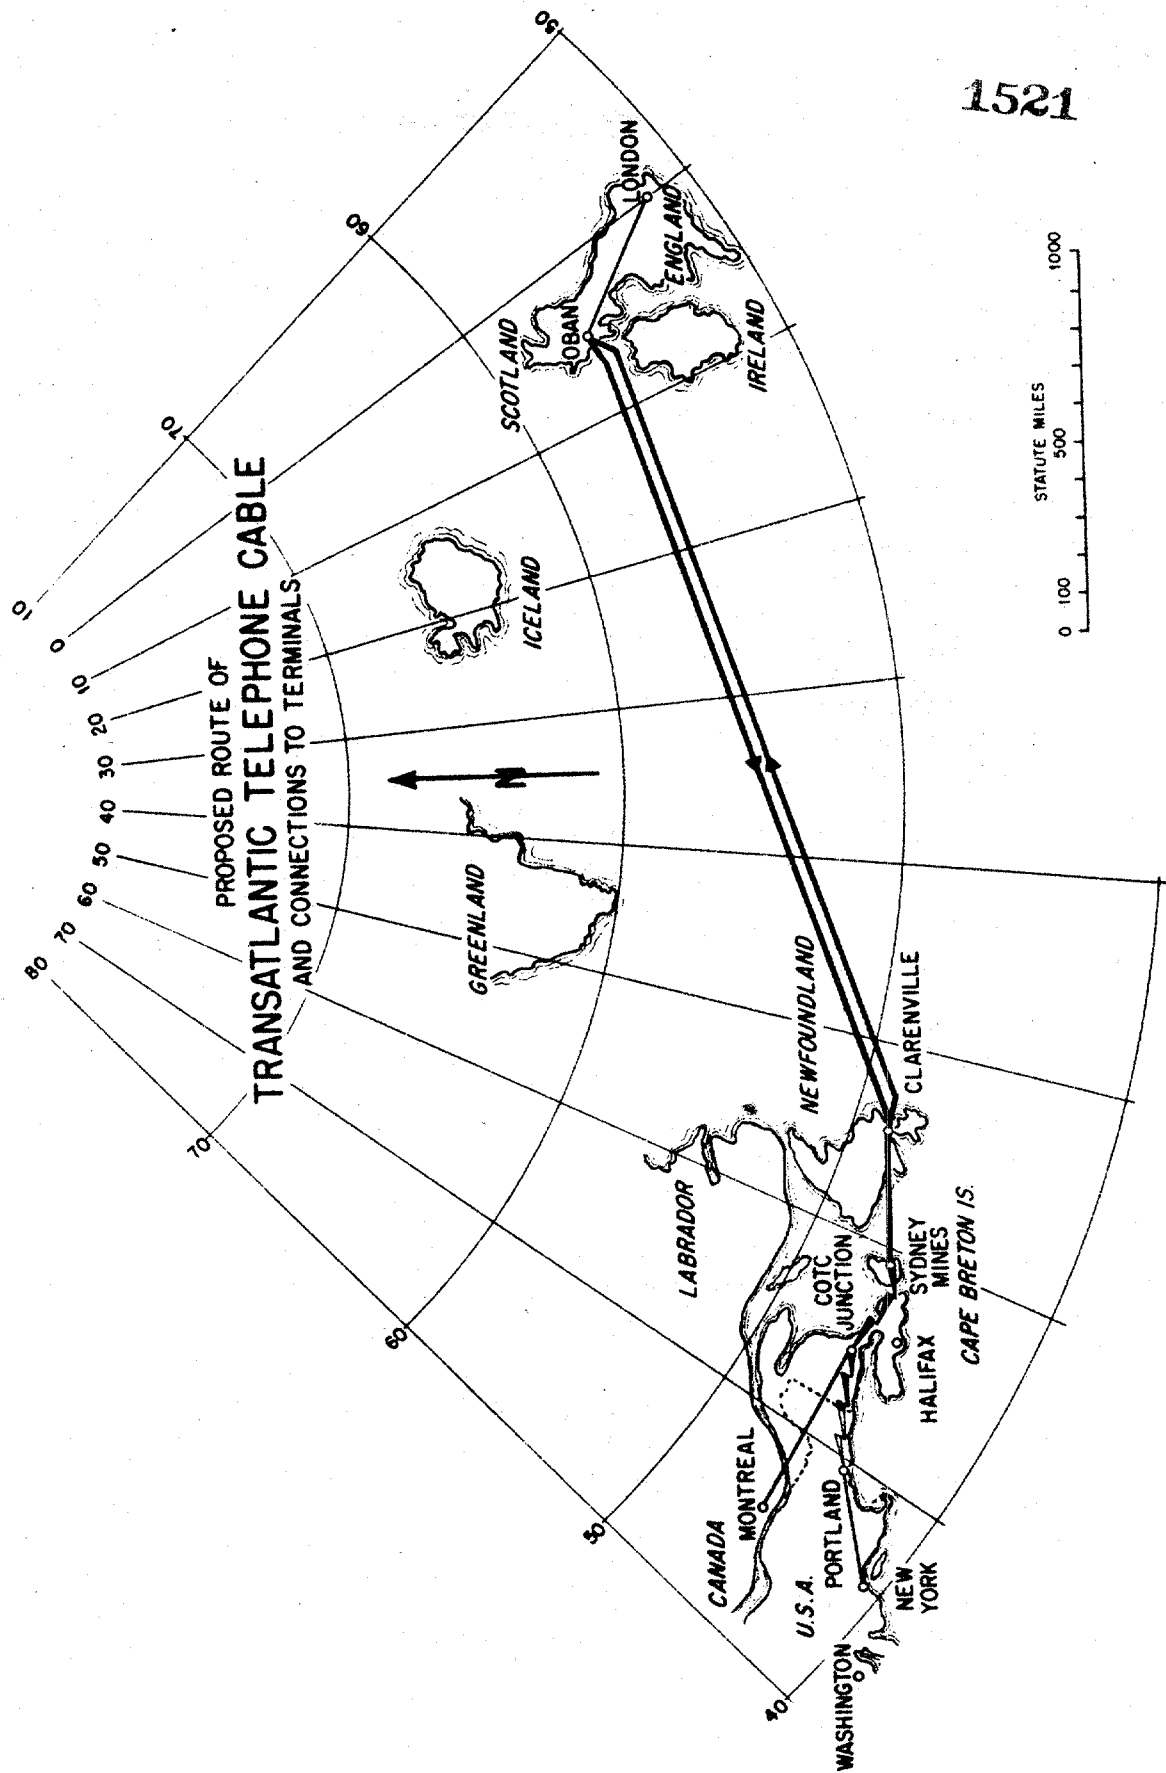 1521
PROPOSED ROUTE OF
TRANSATLANTIC TELEPHONE CABLE
AND CONNECTIONS TO TERMINALS
80
70
60
50
40
30
20
10
0
10
70
60
50
40
70
60
50
N
GREENLAND
ICELAND
SCOTLAND
OBAN
LONDON
ENGLAND
IRELAND
LABRADOR
NEWFOUNDLAND
CLARENVILLE
COTC
JUNCTION
SYDNEY
MINES
CAPE BRETON IS.
HALIFAX
CANADA
MONTREAL
U.S.A.
PORTLAND
NEW
YORK
WASHINGTON
STATUTE MILES
0 100 500 1000